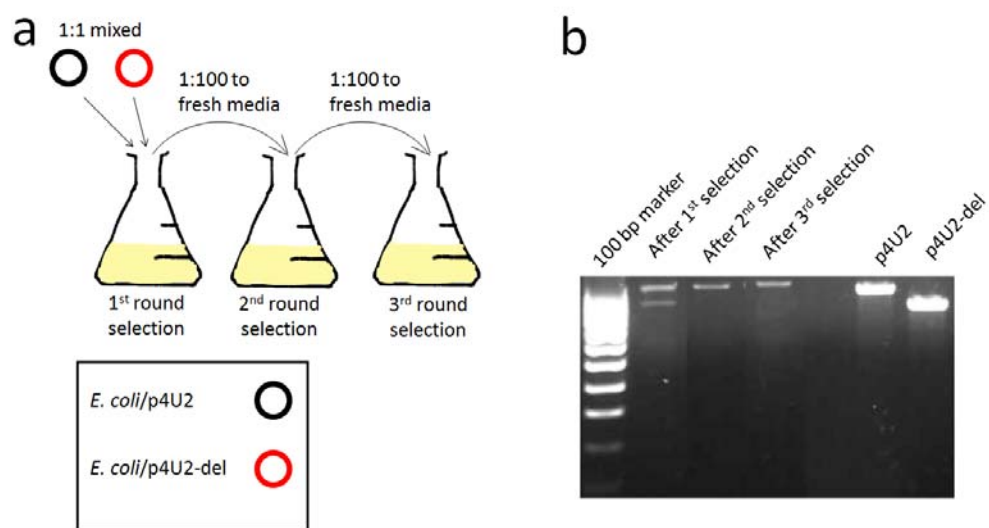 a
1:1 mixed
1:100 to
fresh media
1:100 to
fresh media
1st round
selection
2nd round
selection
3rd round
selection
E. coli/p4U2
E. coli/p4U2-del
b
100 bp marker
After 1st selection
After 2nd selection
After 3rd selection
p4U2
p4U2-del